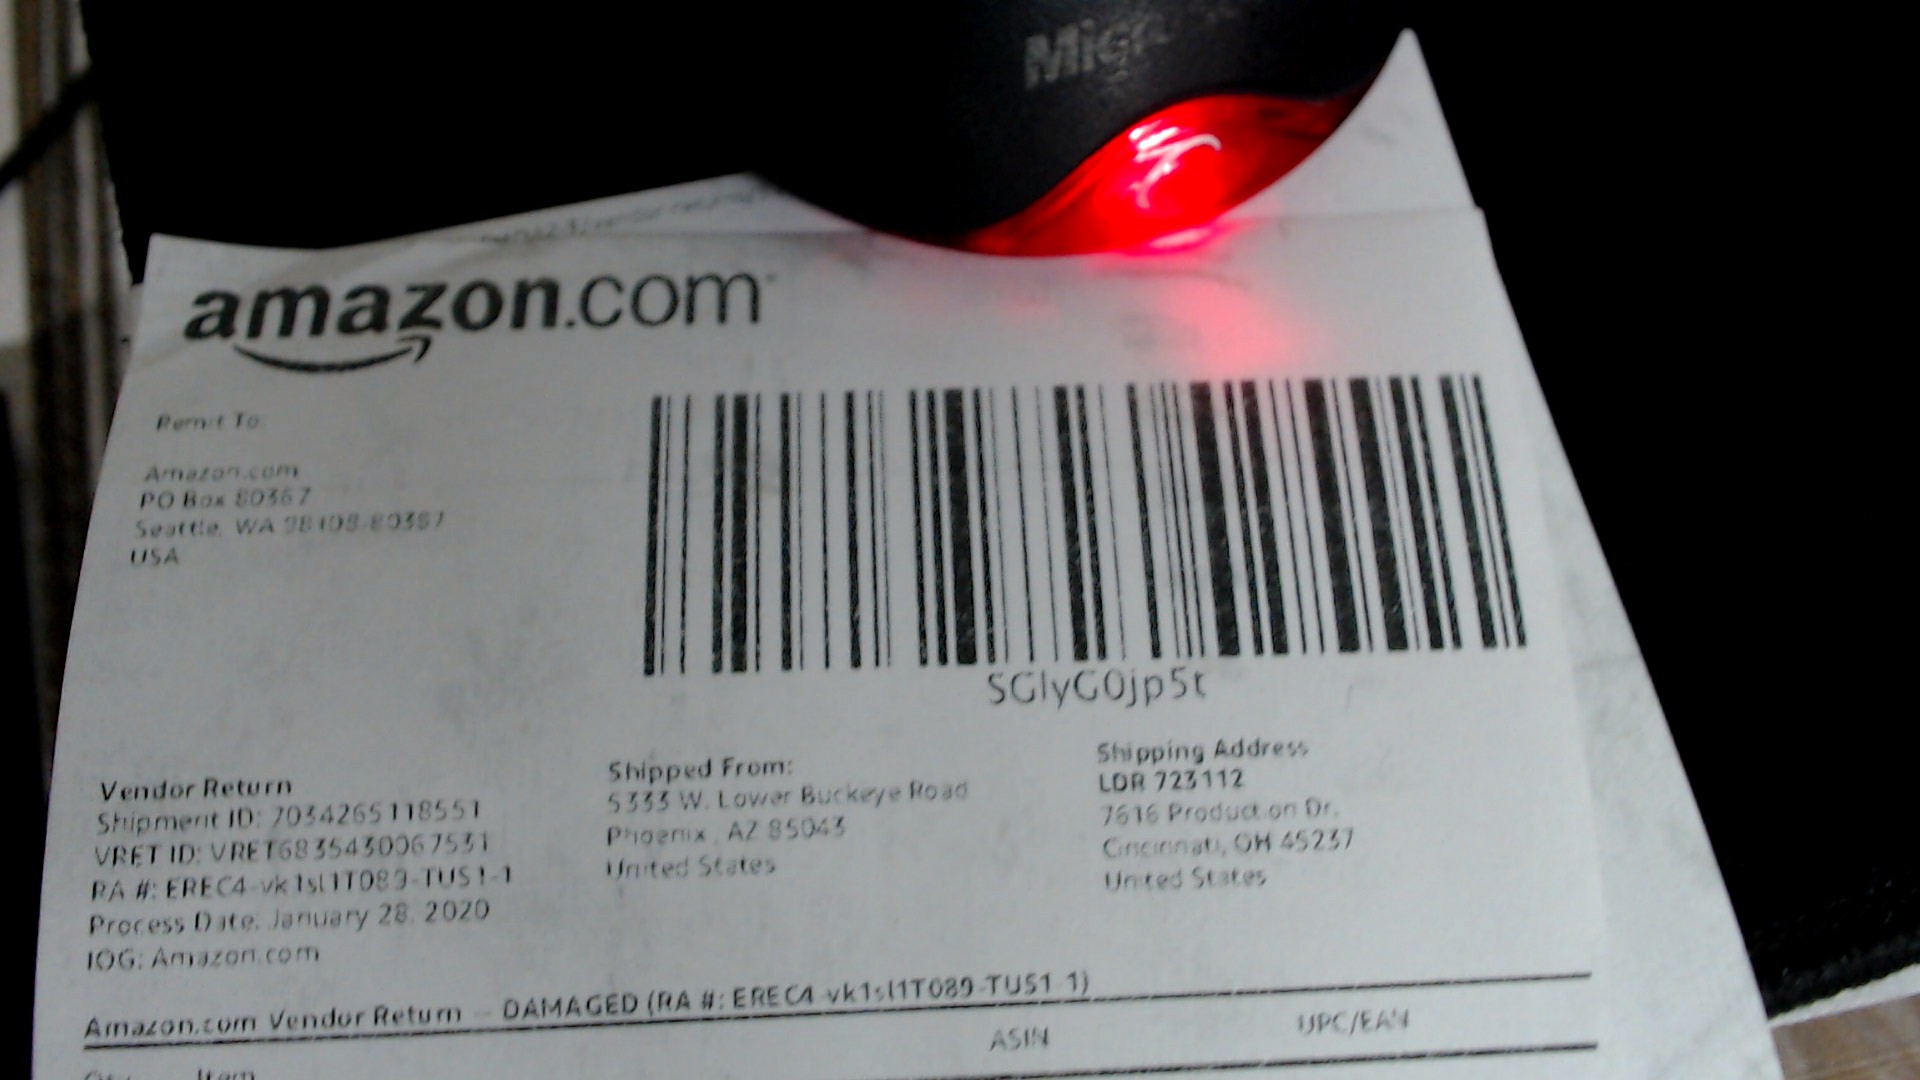 amazon.com
Remit To:
Amazon.com
PO Box 80367
Seattle, WA
USA
SGlyG0jp5t
Vendor Return
Shipment ID: 7034265118551
VRET ID: VRET6835430067531
RA #: EREC4-vk1sl1T089-TUS1-1
Process Date: January 28, 2020
IOG: Amazon.com
Shipped From:
5333 W. Lower Buckeye Road
Phoenix, AZ 85043
United States
Shipping Address
LDR 723112
7616 Production Dr.
Cincinnati, OH 45237
United States
Amazon.com Vendor Return - DAMAGED (RA #: EREC4-vk1sl1T089-TUS1-1)
ASIN UPC/EAN
Qty Item